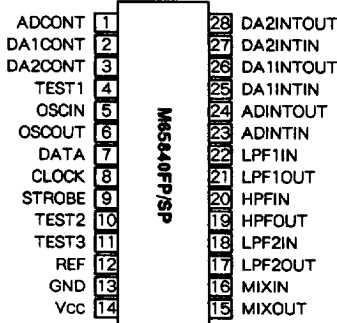 ADCONT 1 28 DA2INTOUT
DA1CONT 2 27 DA2INTIN
DA2CONT 3 26 DA1INTOUT
TEST1 4 25 DA1INTIN
OSCIN 5 24 ADINTOUT
OSCOUT 6 23 ADINTIN
DATA 7 22 LPF1IN
CLOCK 8 21 LPF1OUT
STROBE 9 20 HPFIN
TEST2 10 19 HPFOUT
TEST3 11 18 LPF2IN
REF 12 17 LPF2OUT
GND 13 16 MIXIN
Vcc 14 15 MIXOUT
M65840FP/SP